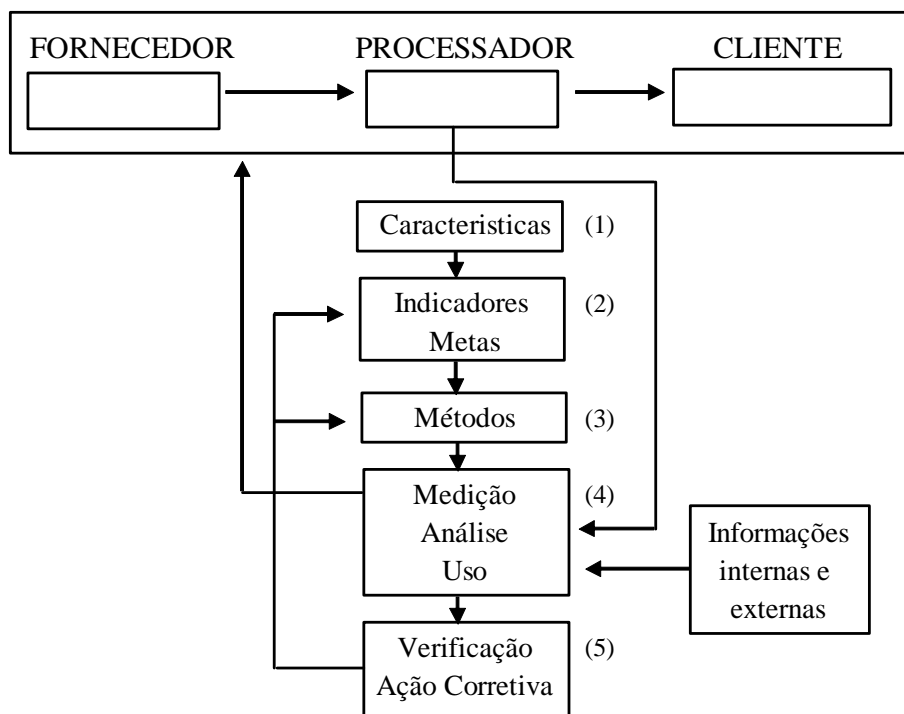 FORNECEDOR
PROCESSADOR
CLIENTE
Caracteristicas
(1)
Indicadores
Metas
(2)
Métodos
(3)
Medição
Análise
Uso
(4)
Informações
internas e
externas
Verificação
Ação Corretiva
(5)